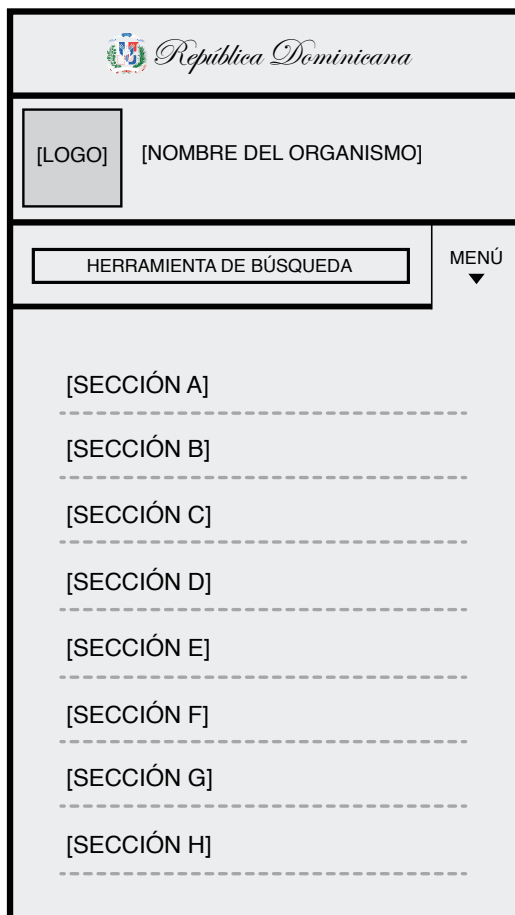 República Dominicana
[LOGO]
[NOMBRE DEL ORGANISMO]
HERRAMIENTA DE BÚSQUEDA
MENÚ
[SECCIÓN A]
[SECCIÓN B]
[SECCIÓN C]
[SECCIÓN D]
[SECCIÓN E]
[SECCIÓN F]
[SECCIÓN G]
[SECCIÓN H]